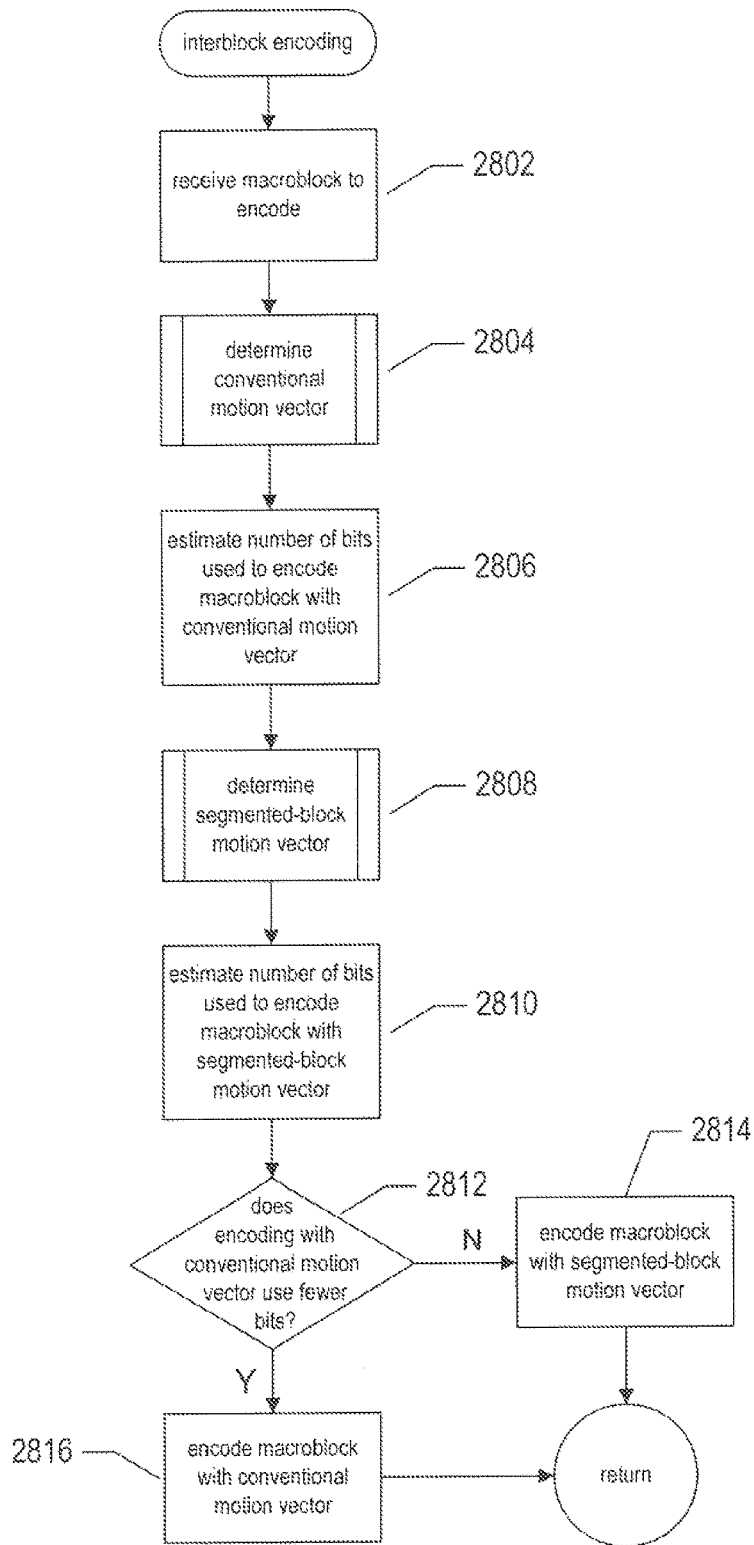 interblock encoding
receive macroblock to
encode
2802
determine
conventional
motion vector
2804
estimate number of bits
used to encode
macroblock with
conventional motion
vector
2806
determine
segmented-block
motion vector
2808
estimate number of bits
used to encode
macroblock with
segmented-block
motion vector
2810
does
encoding with
conventional motion
vector use fewer
bits?
2812
N
2814
encode macroblock
with segmented-block
motion vector
Y
2816
encode macroblock
with conventional
motion vector
return